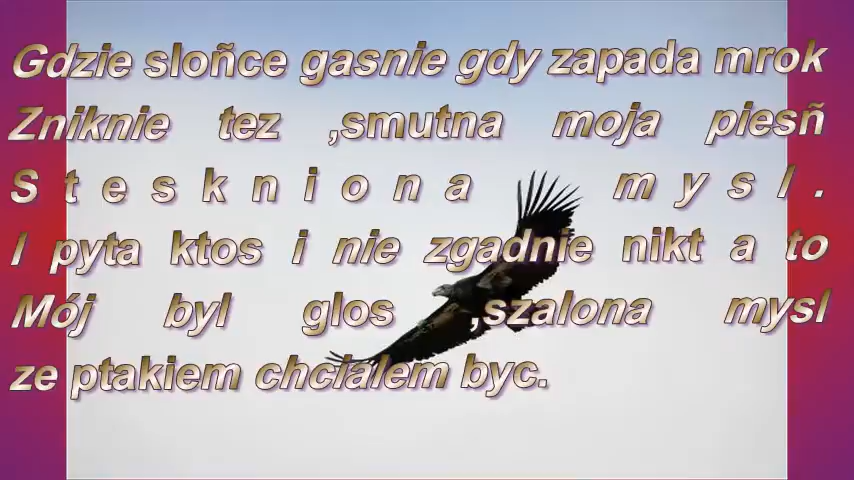 Gdzie sloñce gasnie gdy zapada mrok
Zniknie tez ,smutna moja piesñ
S t e s k n i o n a m y s l .
I pyta ktos i nie zgadnie nikt a to
Mój byl glos ,szalona mysl
ze ptakiem chcialem byc.